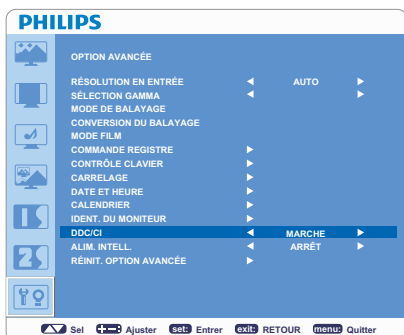 PHILIPS
OPTION AVANCÉE
RÉSOLUTION EN ENTRÉE AUTO
SÉLECTION GAMMA
MODE DE BALAYAGE
CONVERSION DU BALAYAGE
MODE FILM
COMMANDE REGISTRE
CONTRÔLE CLAVIER
CARRELAGE
DATE ET HEURE
CALENDRIER
IDENT. DU MONITEUR
DDC/CI MARCHE
ALIM. INTELL. ARRÊT
RÉINIT. OPTION AVANCÉE
Sel Ajuster set: Entrer exit: RETOUR menu: Quitter